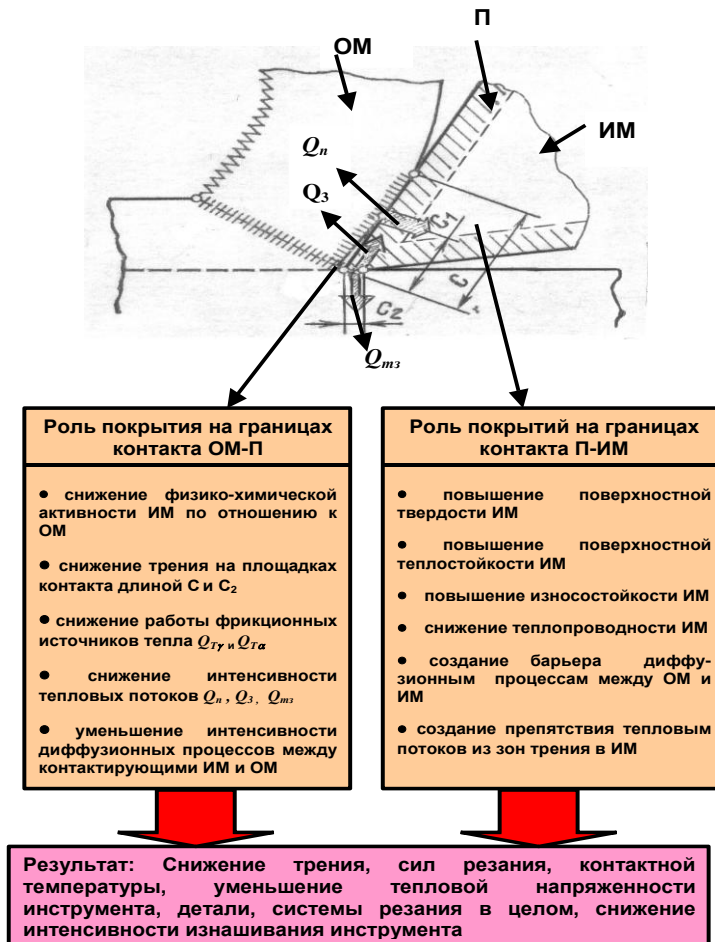 П
ОМ
ИМ
Qп
Q3
C1
C
C2
Qтз
Роль покрытия на границах
контакта ОМ-П
● снижение физико-химической
активности ИМ по отношению к
ОМ
● снижение трения на площадках
контакта длиной С и С2
● снижение работы фрикционных
источников тепла QTγ и QTα
● снижение интенсивности
тепловых потоков Qп , Q3 , Qтз
● уменьшение интенсивности
диффузионных процессов между
контактирующими ИМ и ОМ
Роль покрытий на границах
контакта П-ИМ
● повышение поверхностной
твердости ИМ
● повышение поверхностной
теплостойкости ИМ
● повышение износостойкости ИМ
● снижение теплопроводности ИМ
● создание барьера диффу-
зионным процессам между ОМ и
ИМ
● создание препятствия тепловым
потоков из зон трения в ИМ
Результат: Снижение трения, сил резания, контактной
температуры, уменьшение тепловой напряженности
инструмента, детали, системы резания в целом, снижение
интенсивности изнашивания инструмента